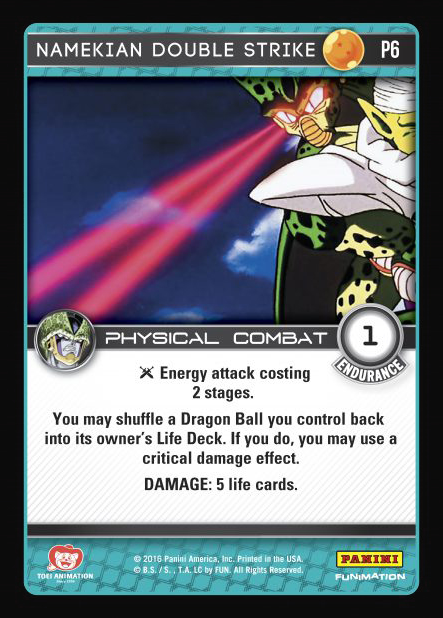 NAMEKIAN DOUBLE STRIKE P6
PHYSICAL COMBAT 1
ENDURANCE
Energy attack costing
2 stages.
You may shuffle a Dragon Ball you control back
into its owner's Life Deck. If you do, you may use a
critical damage effect.
DAMAGE: 5 life cards.
© 2016 Panini America, Inc. Printed in the USA.
© B.S. / S. , T.A. LC by FUN. All Rights Reserved.
TOEI ANIMATION
PANINI
FUNIMATION